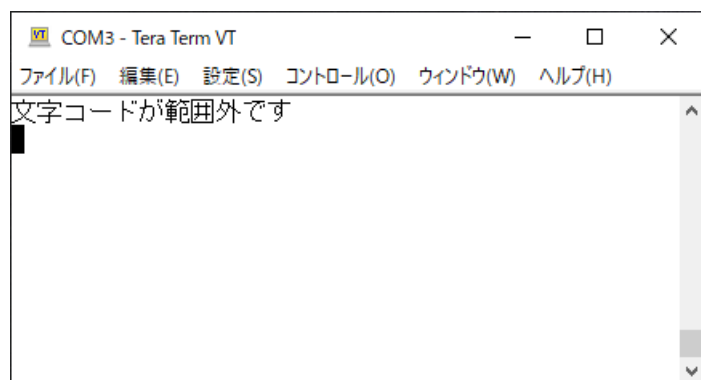 COM3 - Tera Term VT
ファイル(F) 編集(E) 設定(S) コントロール(O) ウィンドウ(W) ヘルプ(H)
文字コードが範囲外です